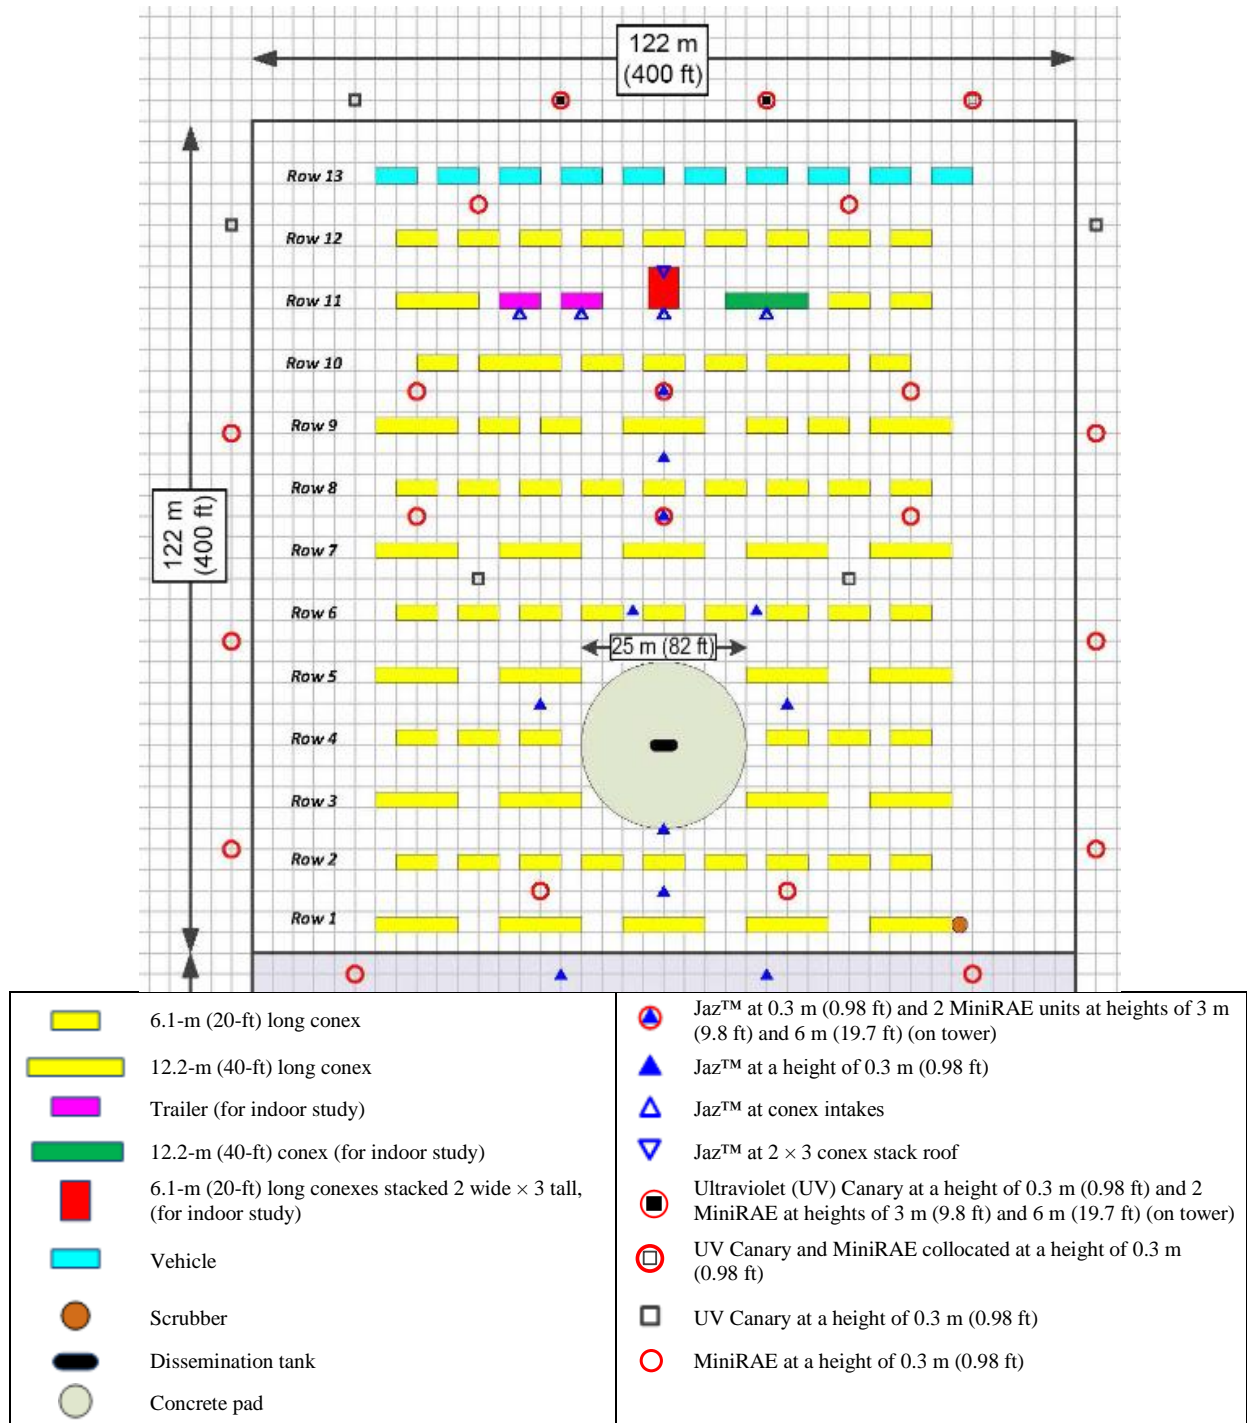 122 m
(400 ft)
Row 13
Row 12
Row 11
Row 10
Row 9
Row 8
122 m
(400 ft)
Row 7
Row 6
25 m (82 ft)
Row 5
Row 4
Row 3
Row 2
Row 1
6.1-m (20-ft) long conex
12.2-m (40-ft) long conex
Trailer (for indoor study)
12.2-m (40-ft) conex (for indoor study)
6.1-m (20-ft) long conexes stacked 2 wide × 3 tall,
(for indoor study)
Vehicle
Scrubber
Dissemination tank
Concrete pad
Jaz™ at 0.3 m (0.98 ft) and 2 MiniRAE units at heights of 3 m
(9.8 ft) and 6 m (19.7 ft) (on tower)
Jaz™ at a height of 0.3 m (0.98 ft)
Jaz™ at conex intakes
Jaz™ at 2 × 3 conex stack roof
Ultraviolet (UV) Canary at a height of 0.3 m (0.98 ft) and 2
MiniRAE at heights of 3 m (9.8 ft) and 6 m (19.7 ft) (on tower)
UV Canary and MiniRAE collocated at a height of 0.3 m
(0.98 ft)
UV Canary at a height of 0.3 m (0.98 ft)
MiniRAE at a height of 0.3 m (0.98 ft)